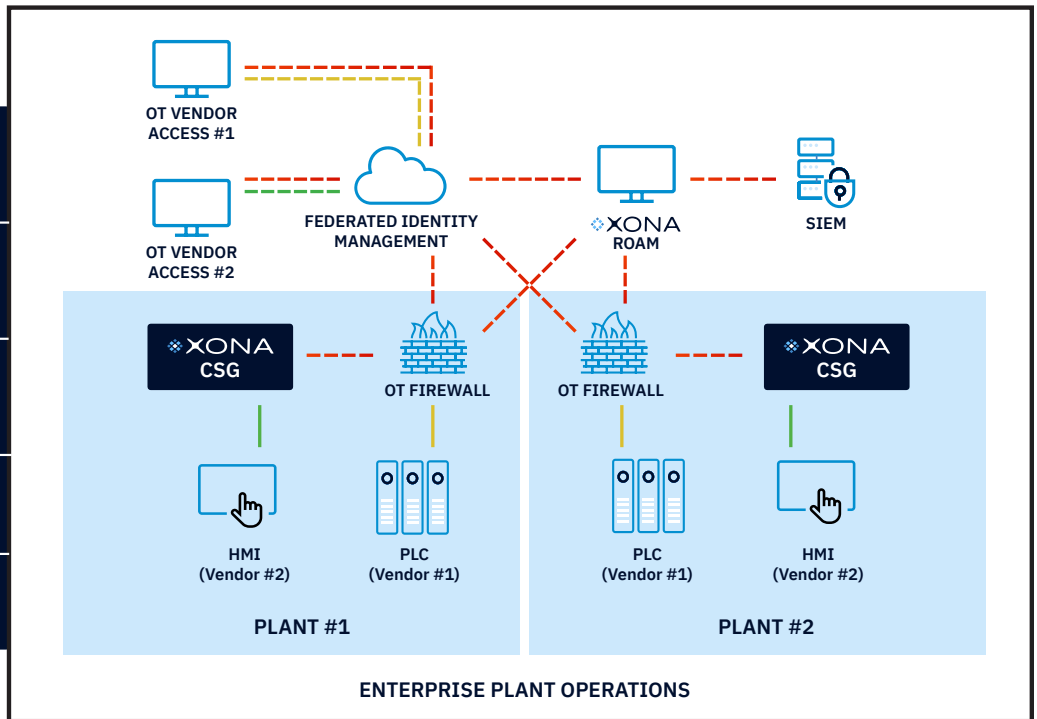 OT VENDOR
ACCESS #1
OT VENDOR
ACCESS #2
FEDERATED IDENTITY
MANAGEMENT
XONA
ROAM
SIEM
XONA
CSG
OT FIREWALL
OT FIREWALL
XONA
CSG
HMI
(Vendor #2)
PLC
(Vendor #1)
PLC
(Vendor #1)
HMI
(Vendor #2)
PLANT #1
PLANT #2
ENTERPRISE PLANT OPERATIONS